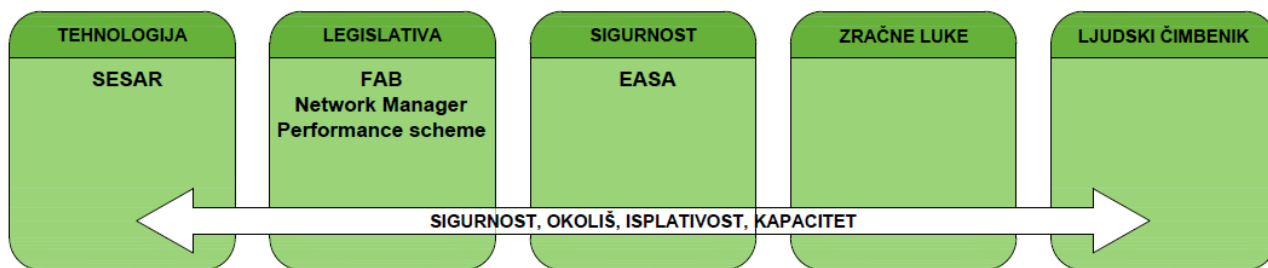 TEHNOLOGIJA
SESAR
LEGISLATIVA
FAB
Network Manager
Performance scheme
SIGURNOST
EASA
ZRAČNE LUKE
LJUDSKI ČIMBENIK
SIGURNOST, OKOLIŠ, ISPLATIVOST, KAPACITET